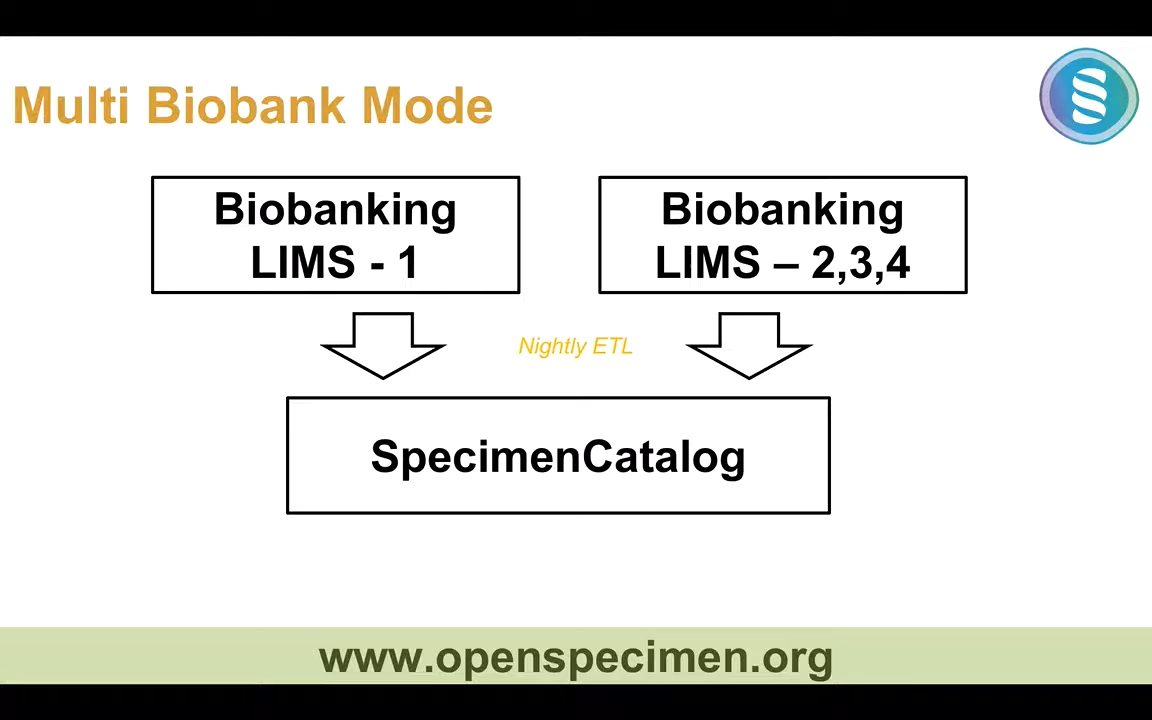 Multi Biobank Mode
Biobanking
LIMS - 1
Biobanking
LIMS – 2,3,4
Nightly ETL
SpecimenCatalog
www.openspecimen.org